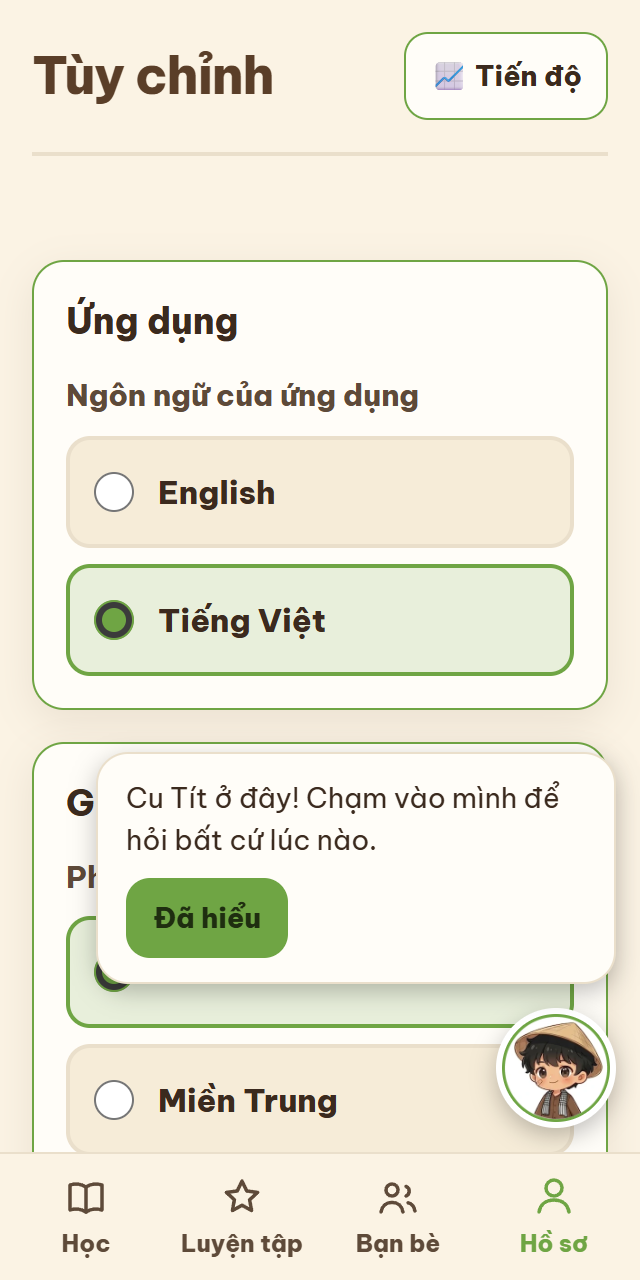 Tùy chỉnh
Tiến độ
Ứng dụng
Ngôn ngữ của ứng dụng
English
Tiếng Việt
Cu Tít ở đây! Chạm vào mình để
hỏi bất cứ lúc nào.
Đã hiểu
Miền Trung
Học
Luyện tập
Bạn bè
Hồ sơ